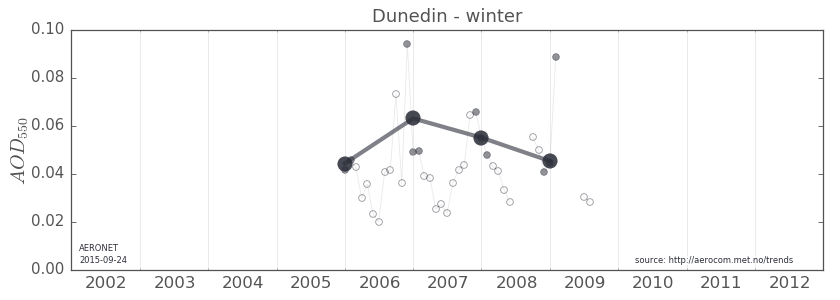 Dunedin - winter
0.10
0.08
0.06
0.04
0.02
0.00
AOD550
AERONET
2015-09-24
source: http://aerocom.met.no/trends
2002 2003 2004 2005 2006 2007 2008 2009 2010 2011 2012